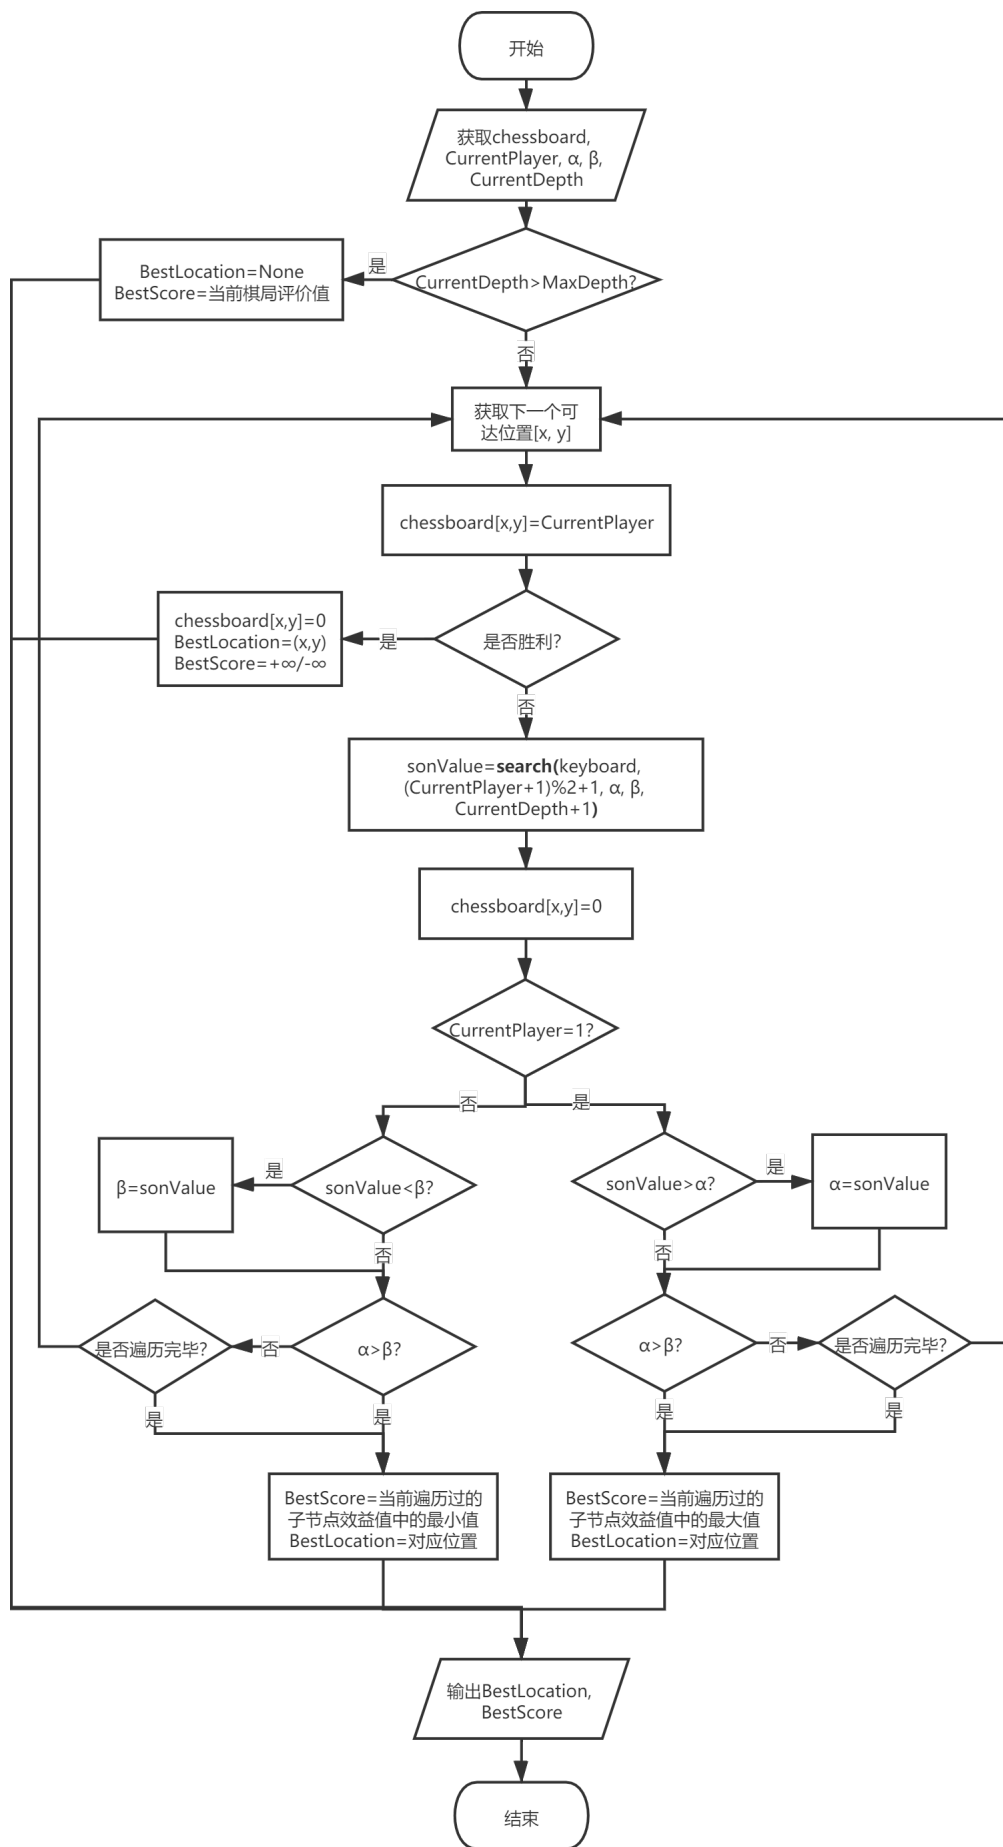 开始
获取chessboard,
CurrentPlayer, α, β,
CurrentDepth
CurrentDepth>MaxDepth?
是
BestLocation=None
BestScore=当前棋局评价值
否
获取下一个可
达位置[x, y]
chessboard[x,y]=CurrentPlayer
是否胜利?
是
chessboard[x,y]=0
BestLocation=(x,y)
BestScore=+∞/-∞
否
sonValue=search(keyboard,
(CurrentPlayer+1)%2+1, α, β,
CurrentDepth+1)
chessboard[x,y]=0
CurrentPlayer=1?
否
是
β=sonValue
是
sonValue<β?
sonValue>α?
是
α=sonValue
否
否
是否遍历完毕?
否
α>β?
α>β?
否
是否遍历完毕?
是
是
是
是
BestScore=当前遍历过的
子节点效益值中的最小值
BestLocation=对应位置
BestScore=当前遍历过的
子节点效益值中的最大值
BestLocation=对应位置
输出BestLocation,
BestScore
结束